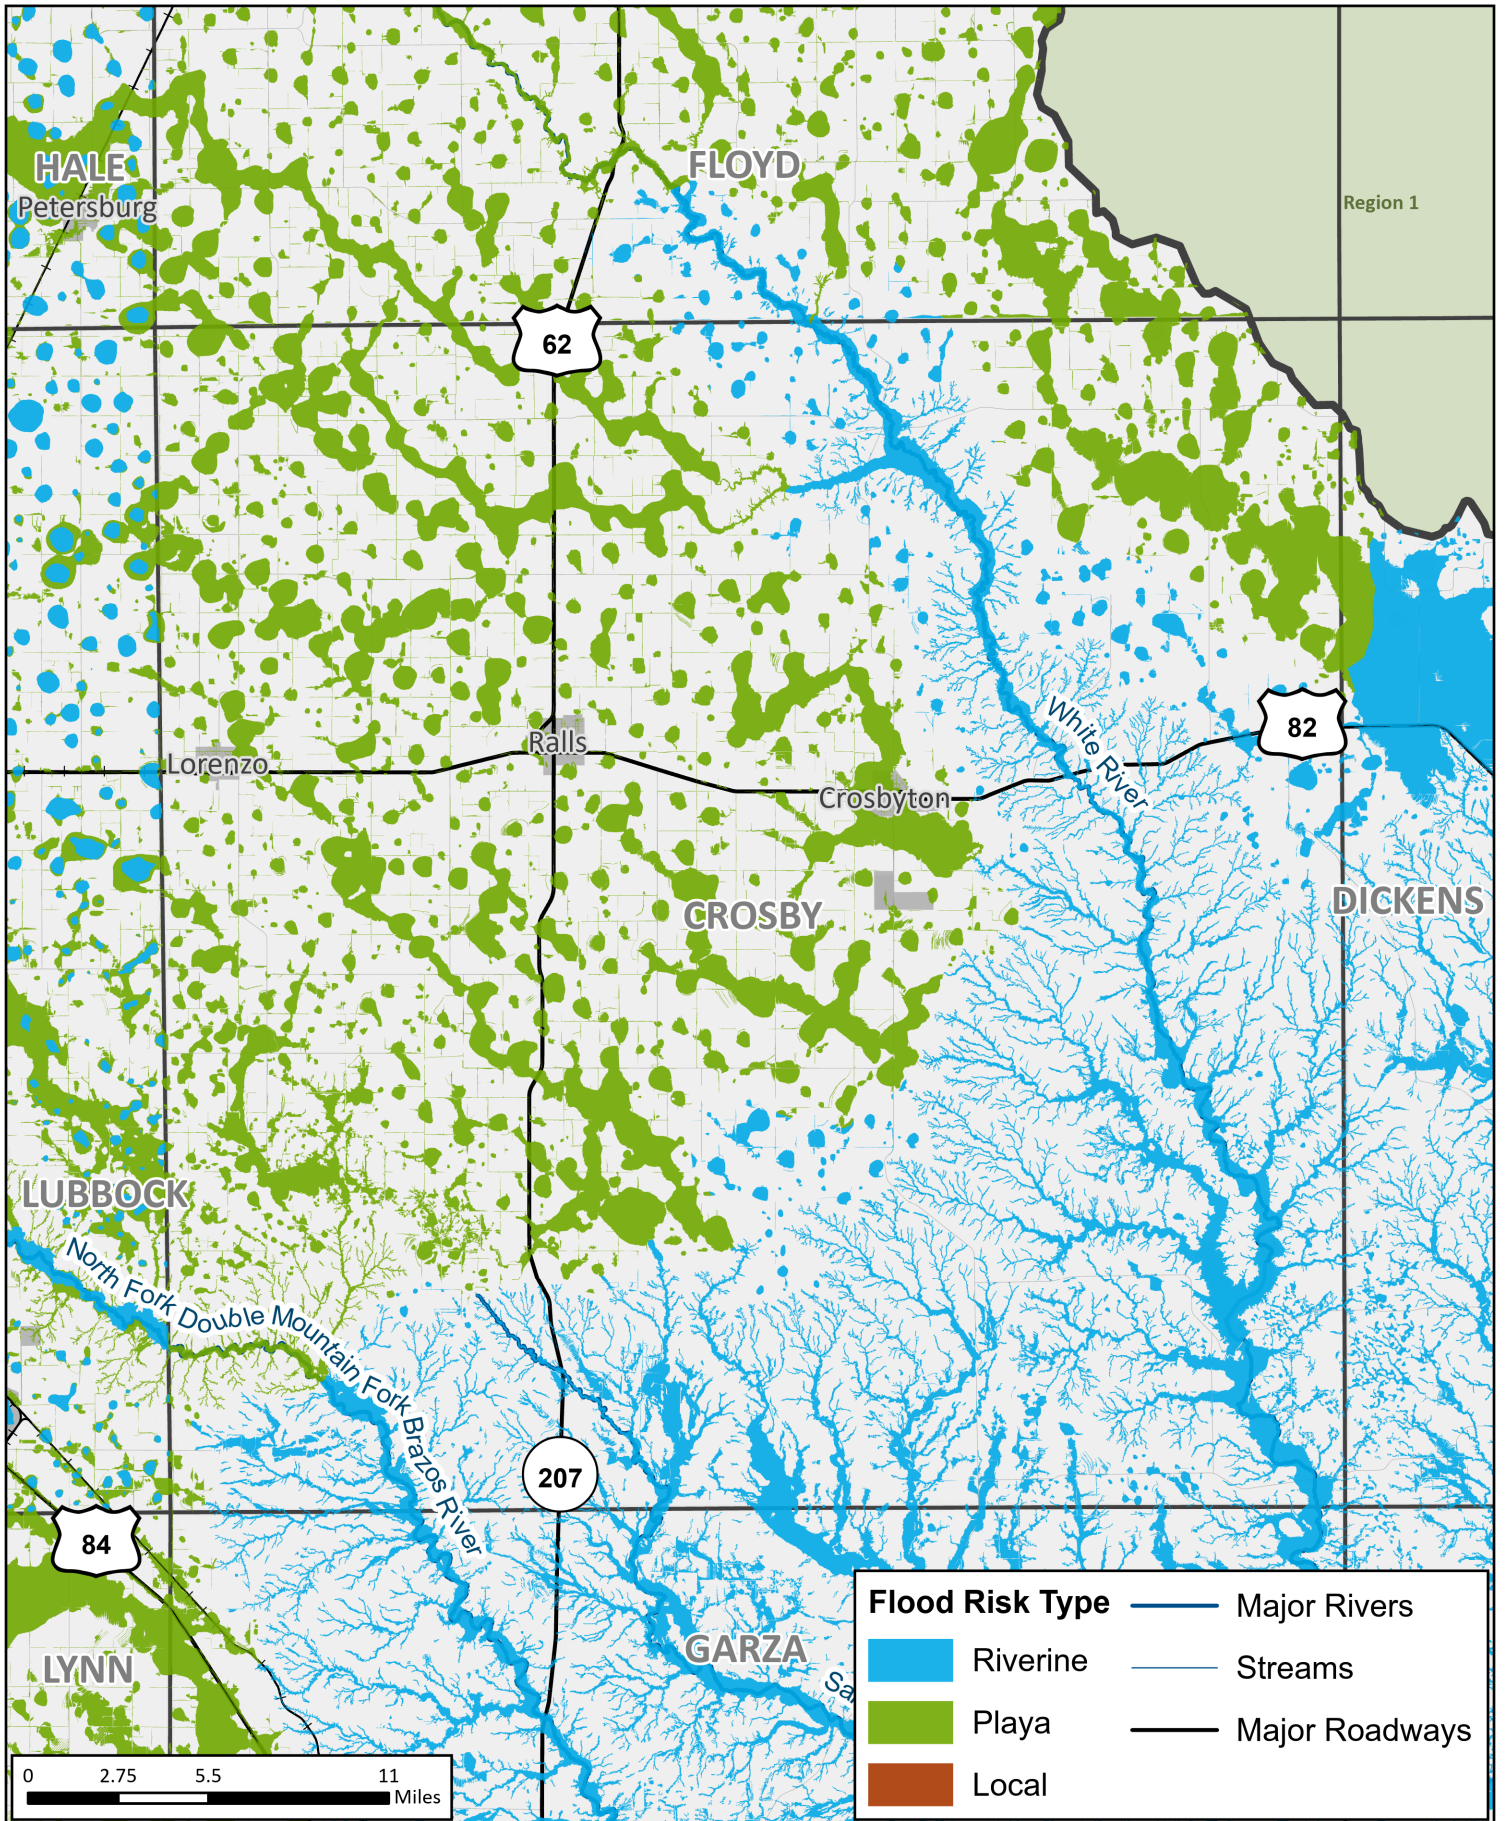 HALE
Petersburg
FLOYD
Region 1
62
White River
82
Ralls
Lorenzo
Crosbyton
CROSBY
DICKENS
LUBBOCK
North Fork Double Mountain Fork Brazos River
207
84
GARZA
LYNN
Sa
Flood Risk Type
Riverine
Playa
Local
Major Rivers
Streams
Major Roadways
0 2.75 5.5 11
Miles